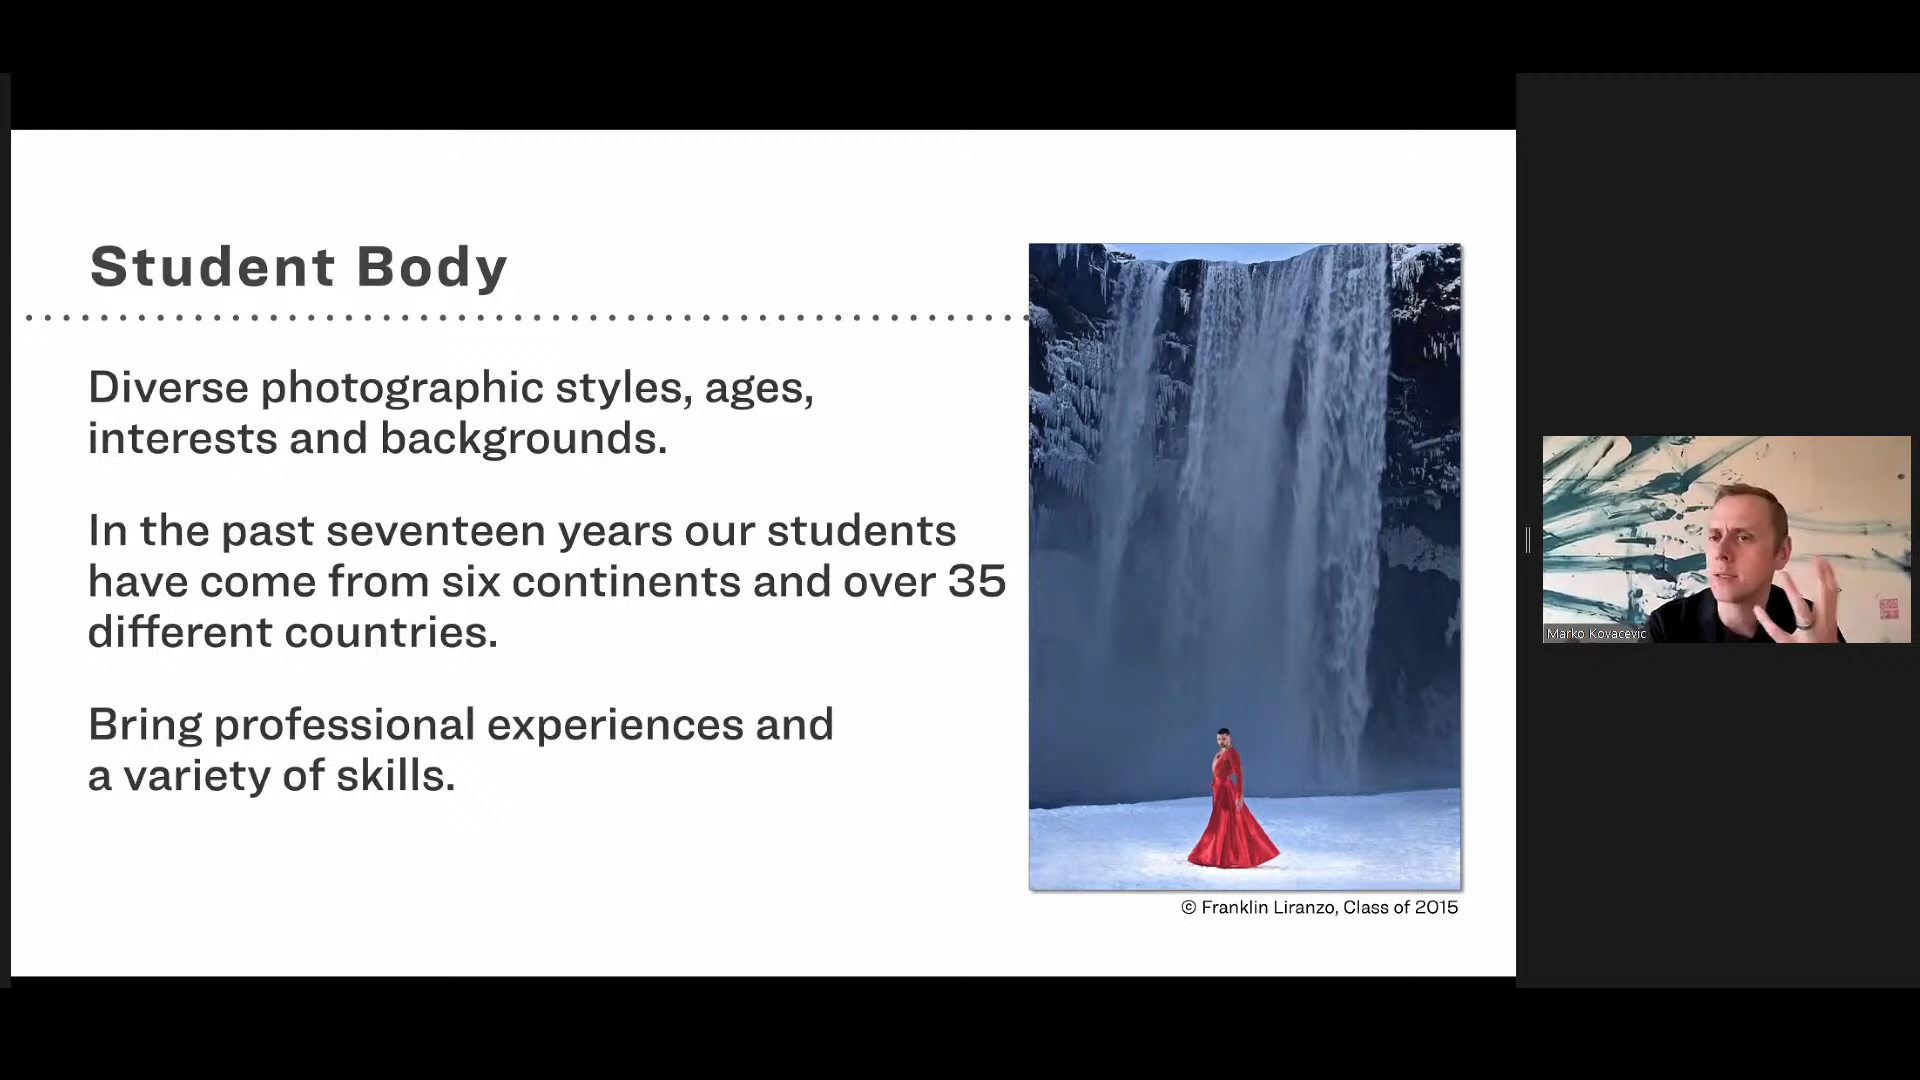 Student Body
Diverse photographic styles, ages,
interests and backgrounds.
In the past seventeen years our students
have come from six continents and over 35
different countries.
Bring professional experiences and
a variety of skills.
© Franklin Liranzo, Class of 2015
Marko Kovacevic